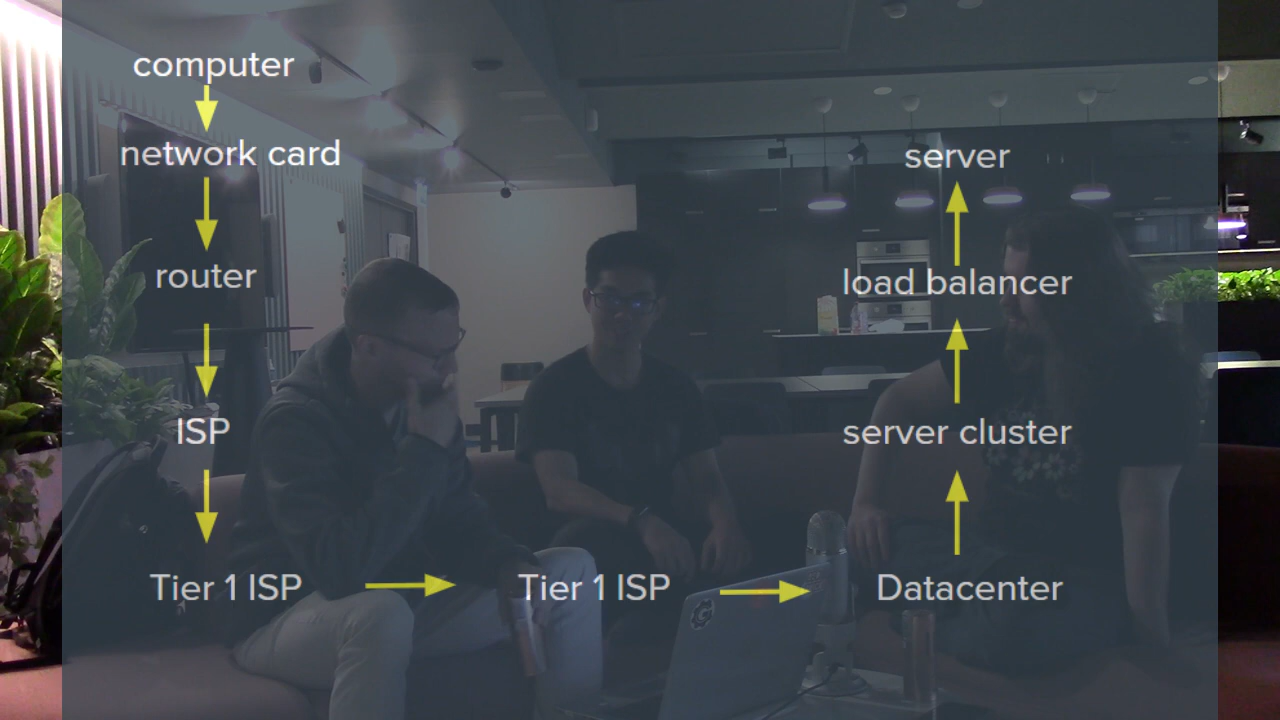 computer
network card
router
ISP
Tier 1 ISP
Tier 1 ISP
Datacenter
server cluster
load balancer
server